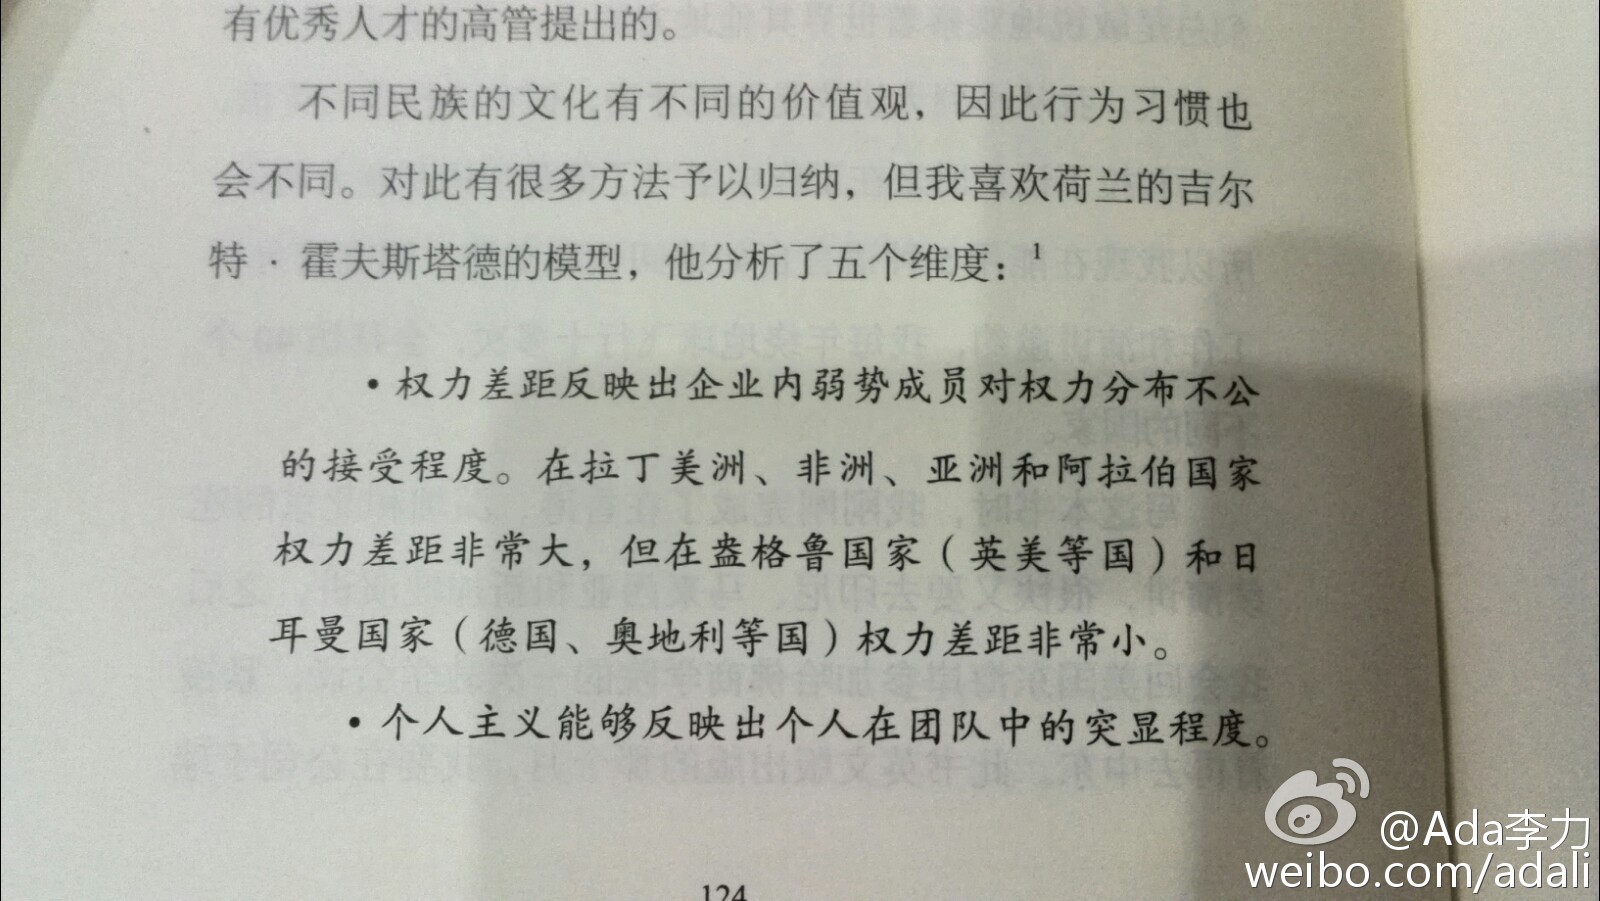 有优秀人才的高管提出的。
不同民族的文化有不同的价值观，因此行为习惯也
会不同。对此有很多方法予以归纳，但我喜欢荷兰的吉尔
特·霍夫斯塔德的模型，他分析了五个维度：1
•权力差距反映出企业内弱势成员对权力分布不公
的接受程度。在拉丁美洲、非洲、亚洲和阿拉伯国家
权力差距非常大，但在盎格鲁国家（英美等国）和日
耳曼国家（德国、奥地利等国）权力差距非常小。
•个人主义能够反映出个人在团队中的突显程度。
124
@Ada李力
weibo.com/adali